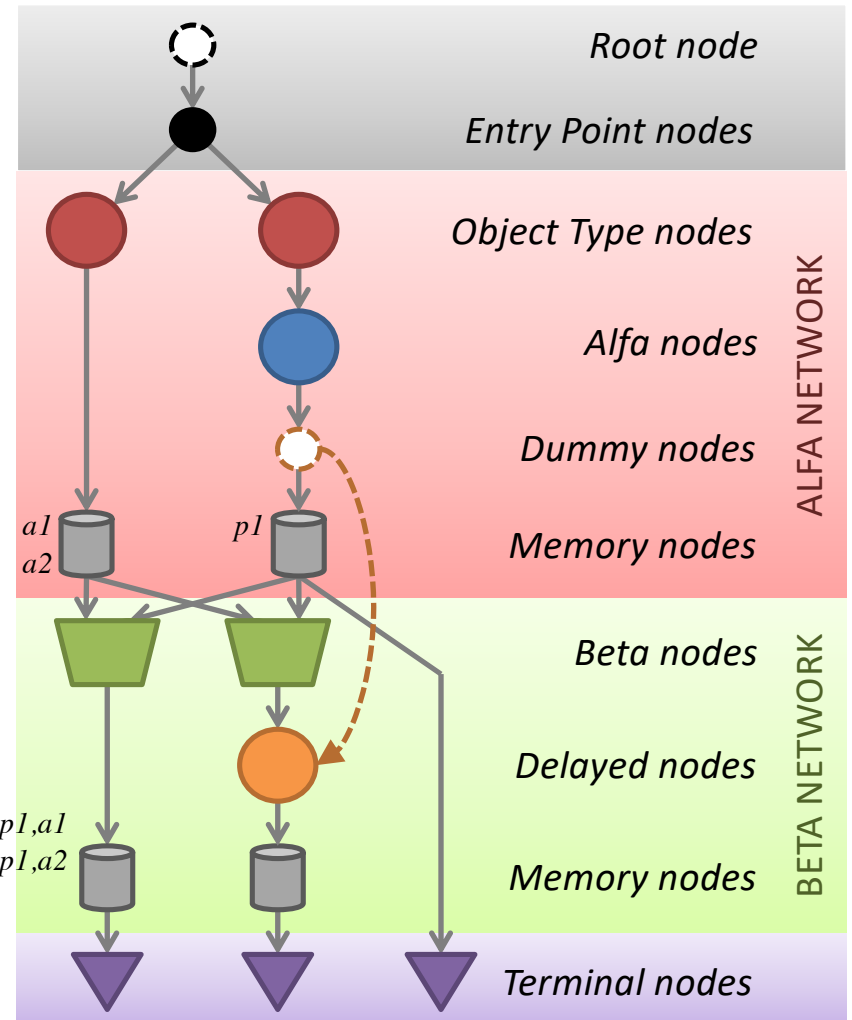 Root node
Entry Point nodes
Object Type nodes
Alfa nodes
Dummy nodes
a1
a2
p1
Memory nodes
ALFA NETWORK
Beta nodes
Delayed nodes
p1,a1
p1,a2
Memory nodes
BETA NETWORK
Terminal nodes